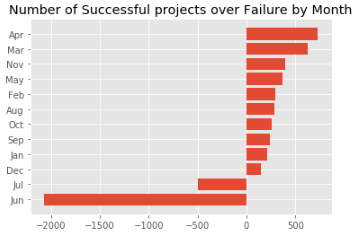 Number of Successful projects over Failure by Month
Apr
Mar
Nov
May
Feb
Aug
Oct
Sep
Jan
Dec
Jul
Jun
−2000 −1500 −1000 −500 0 500